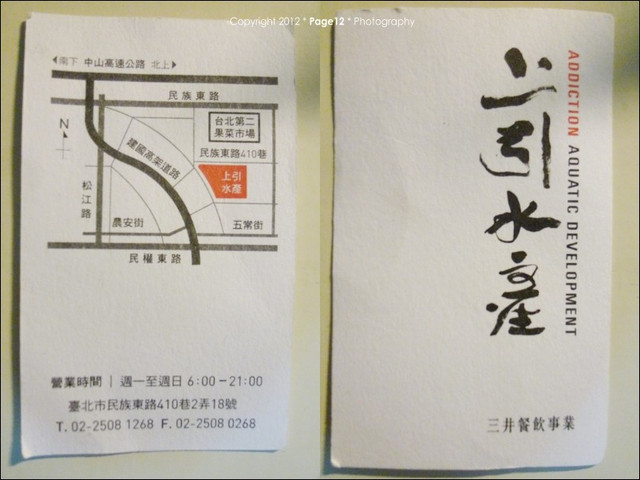 Copyright 2012 * Page12 * Photography
南下 中山高速公路 北上
民族東路
台北第二
果菜市場
N
建國高架道路
民族東路410巷
上引
水產
松江路
農安街
五常街
民權東路
營業時間｜週一至週日 6:00－21:00
臺北市民族東路410巷2弄18號
T. 02-2508 1268 F. 02-2508 0268
上引水產
ADDICTION AQUATIC DEVELOPMENT
三井餐飲事業